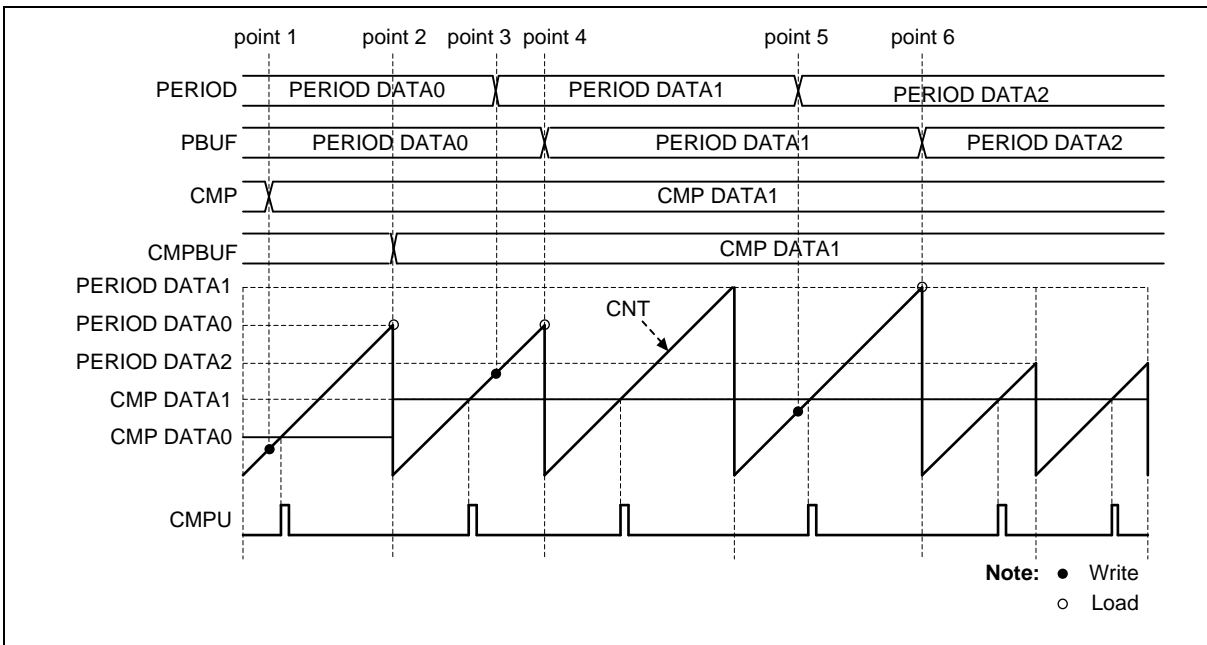 point 1 point 2 point 3 point 4 point 5 point 6
PERIOD PERIOD DATA0 PERIOD DATA1 PERIOD DATA2
PBUF PERIOD DATA0 PERIOD DATA1 PERIOD DATA2
CMP CMP DATA1
CMPBUF CMP DATA1
PERIOD DATA1
CNT
PERIOD DATA0
PERIOD DATA2
CMP DATA1
CMP DATA0
CMPU
Note: ● Write
○ Load